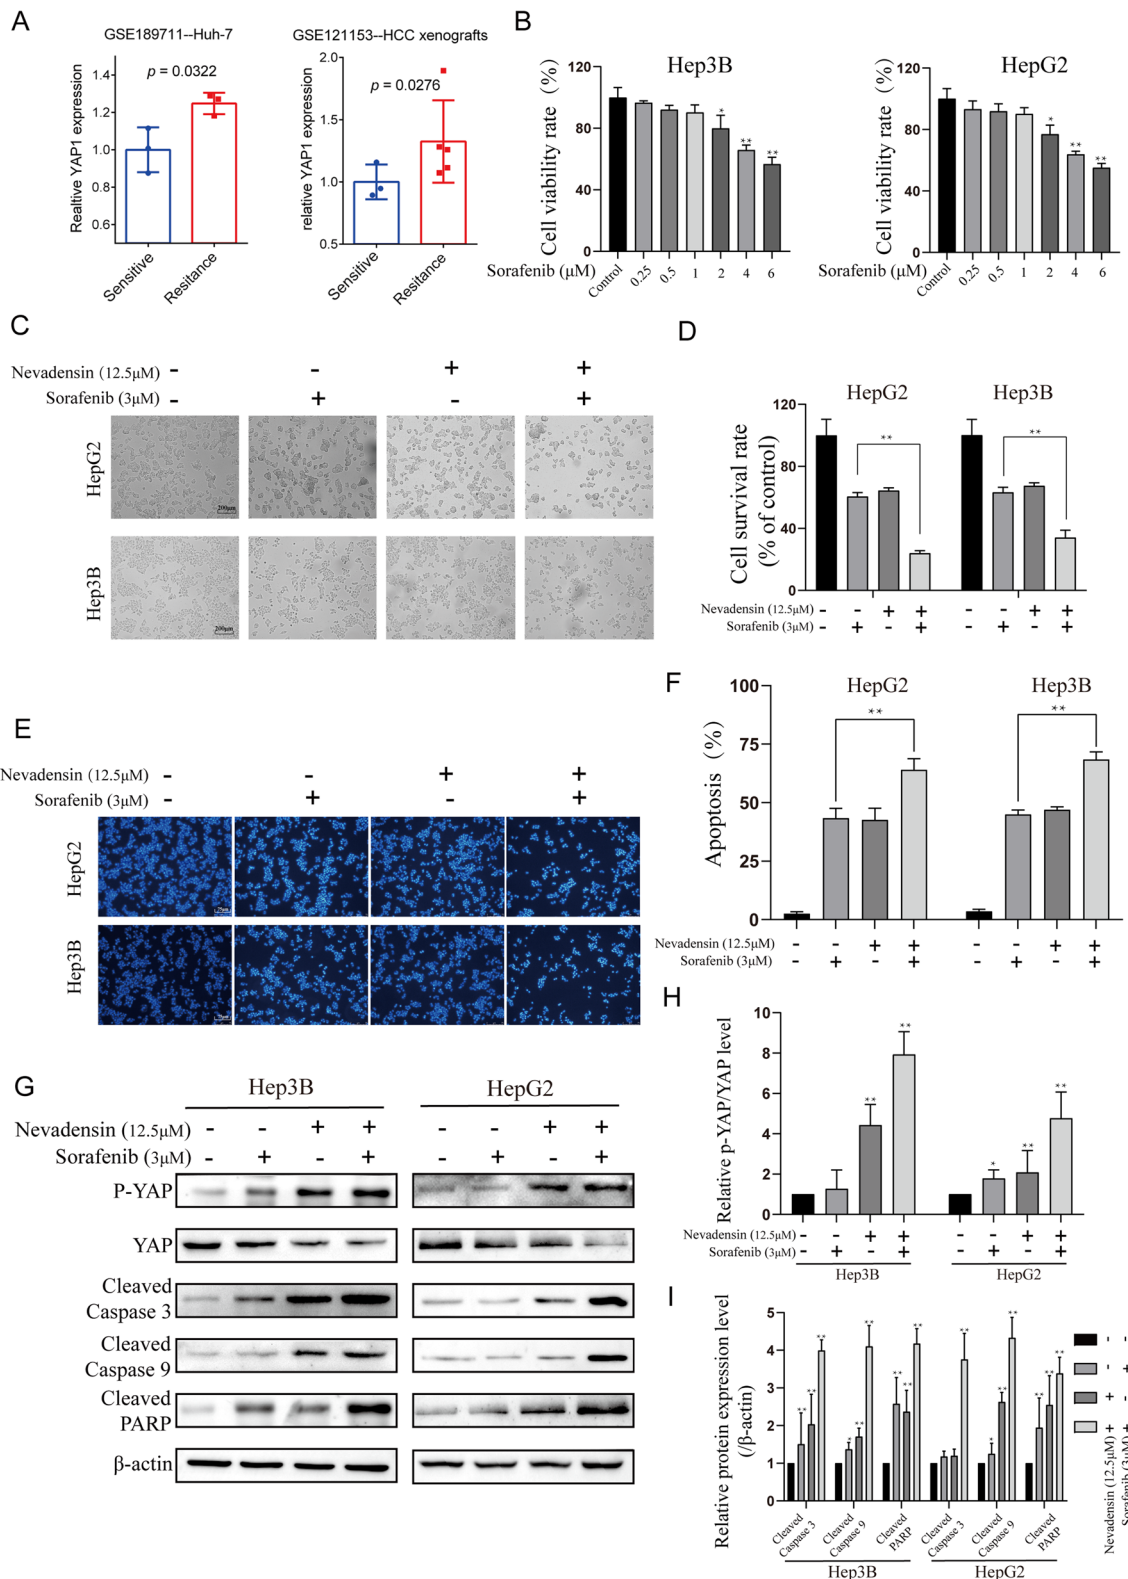 A
GSE189711--Huh-7
Realtive YAP1 expression
1.4
1.2
1.0
0.8
0.6
p = 0.0322
Sensitive
Resitance
GSE121153--HCC xenografts
relative YAP1 expression
2.0
1.5
1.0
0.5
p = 0.0276
Sensitive
Resitance
B
Hep3B
Cell viability rate (%)
120
80
40
0
* ** **
Sorafenib (μM)
Control 0.25 0.5 1 2 4 6
HepG2
Cell viability rate (%)
120
80
40
0
* ** **
Sorafenib (μM)
Control 0.25 0.5 1 2 4 6
C
Nevadensin (12.5μM) - - + +
Sorafenib (3μM) - + - +
HepG2
200μm
Hep3B
200μm
D
HepG2 Hep3B
Cell survival rate
(% of control)
120
80
40
0
** **
Nevadensin (12.5μM) - - + + - - + +
Sorafenib (3μM) - + - + - + - +
E
Nevadensin (12.5μM) - - + +
Sorafenib (3μM) - + - +
HepG2
Hep3B
F
HepG2 Hep3B
Apoptosis (%)
100
75
50
25
0
** **
Nevadensin (12.5μM) - - + + - - + +
Sorafenib (3μM) - + - + - + - +
G
Hep3B HepG2
Nevadensin (12.5μM) - - + + - - + +
Sorafenib (3μM) - + - + - + - +
P-YAP
YAP
Cleaved
Caspase 3
Cleaved
Caspase 9
Cleaved
PARP
β-actin
H
Relative p-YAP/YAP level
10
8
6
4
2
0
** ** * ** **
Nevadensin (12.5μM) - - + + - - + +
Sorafenib (3μM) - + - + - + - +
Hep3B HepG2
I
Relative protein expression level
(/β-actin)
5
4
3
2
1
0
** ** ** * ** ** ** ** ** ** * ** ** ** ** **
Cleaved
Caspase 3
Cleaved
Caspase 9
Cleaved
PARP
Cleaved
Caspase 3
Cleaved
Caspase 9
Cleaved
PARP
Hep3B HepG2
- -
- +
+ -
+ +
Nevadensin (12.5μM)
Sorafenib (3μM)